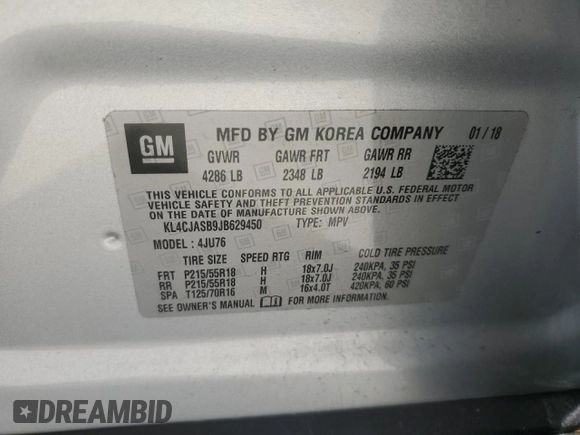 GM MFD BY GM KOREA COMPANY 01/18
GVWR GAWR FRT GAWR RR
4286 LB 2348 LB 2194 LB
THIS VEHICLE CONFORMS TO ALL APPLICABLE U.S. FEDERAL MOTOR
VEHICLE SAFETY AND THEFT PREVENTION STANDARDS IN EFFECT
ON THE DATE OF MANUFACTURE SHOWN ABOVE.
KL4CJASB9JB629450 TYPE: MPV
MODEL: 4JU76
TIRE SIZE SPEED RTG RIM COLD TIRE PRESSURE
FRT P215/55R18 H 18x7.0J 240KPA, 35 PSI
RR P215/55R18 H 18x7.0J 240KPA, 35 PSI
SPA T125/70R16 M 16x4.0T 420KPA, 60 PSI
SEE OWNER'S MANUAL FOR MORE INFORMATION.
DREAMBID